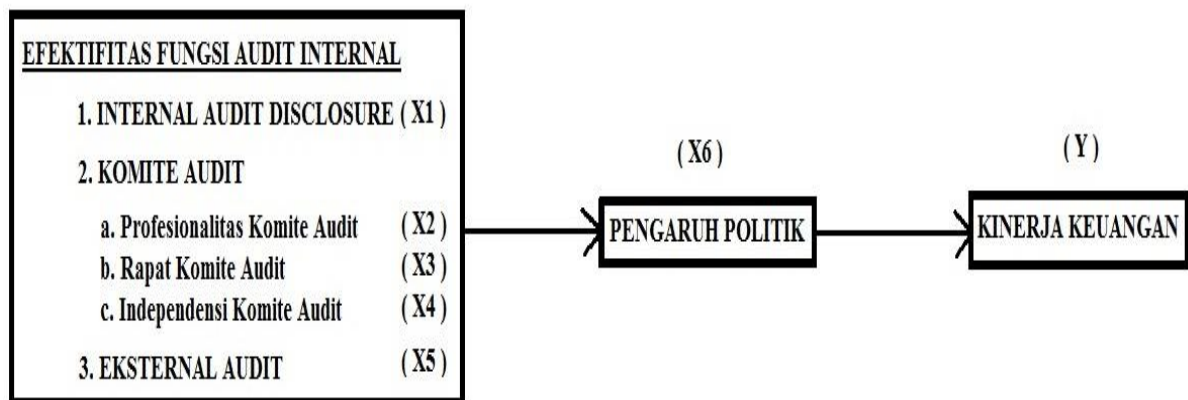 EFEKTIFITAS FUNGSI AUDIT INTERNAL
1. INTERNAL AUDIT DISCLOSURE ( X1 )
2. KOMITE AUDIT
a. Profesionalitas Komite Audit ( X2 )
b. Rapat Komite Audit ( X3 )
c. Independensi Komite Audit ( X4 )
3. EKSTERNAL AUDIT ( X5 )
( X6 )
PENGARUH POLITIK
( Y )
KINERJA KEUANGAN